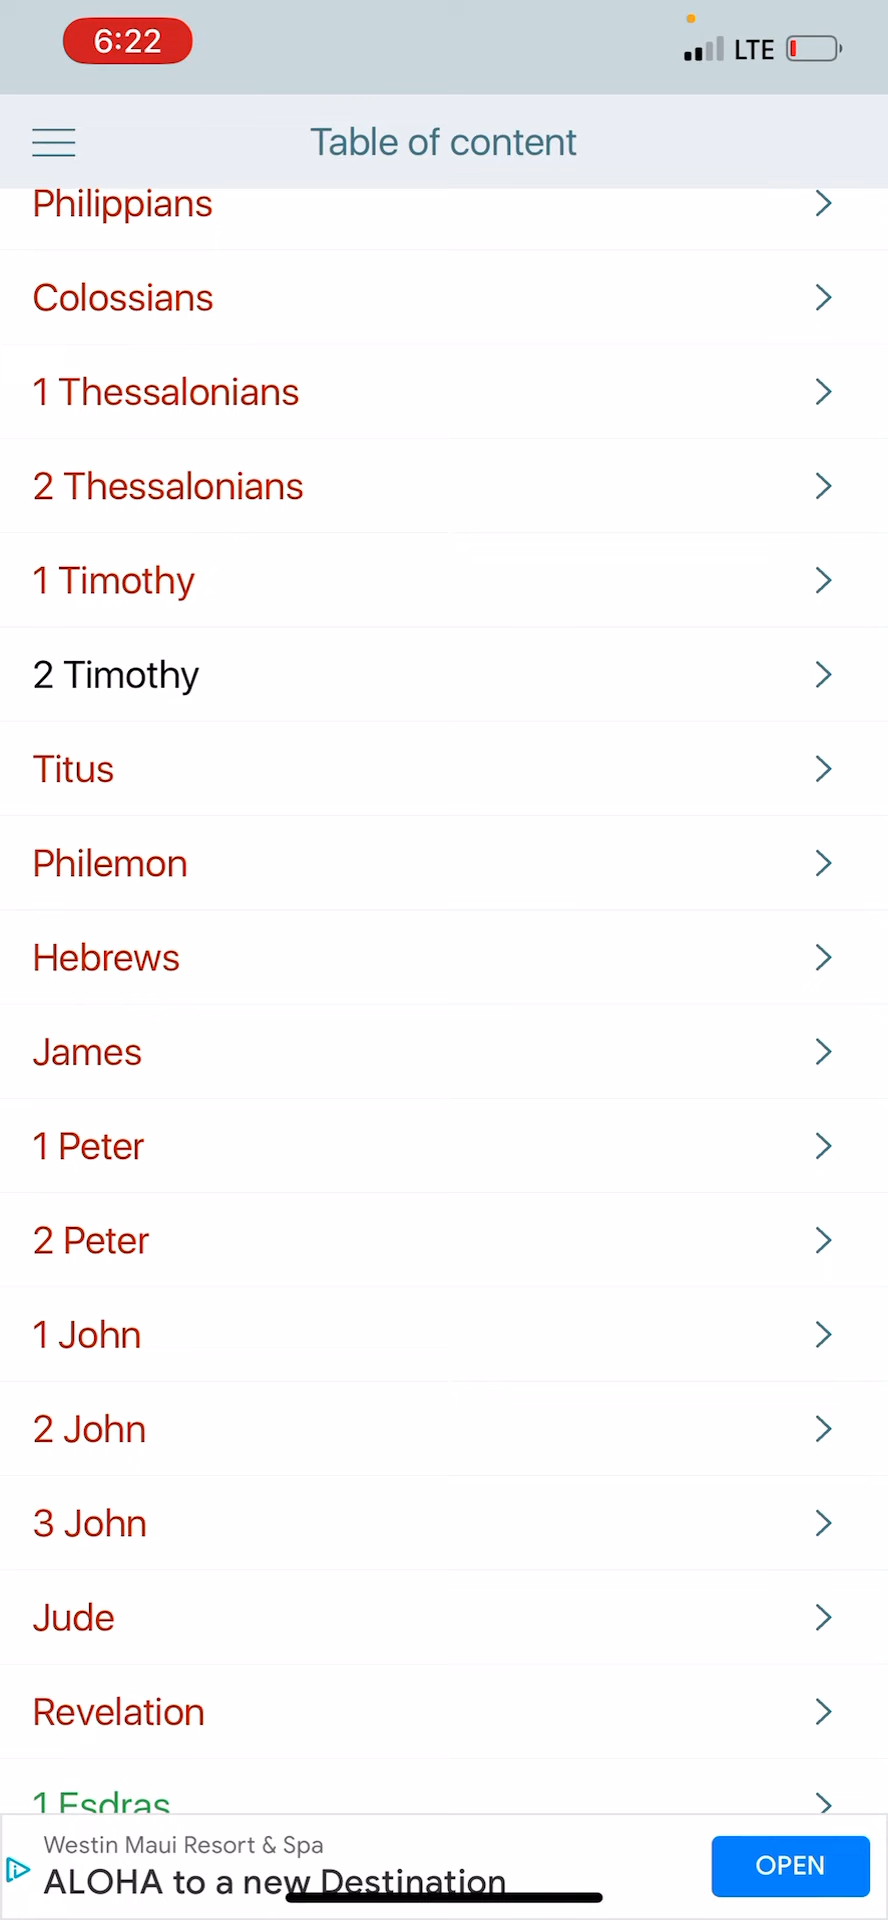 6:22
LTE
Table of content
Philippians
Colossians
1 Thessalonians
2 Thessalonians
1 Timothy
2 Timothy
Titus
Philemon
Hebrews
James
1 Peter
2 Peter
1 John
2 John
3 John
Jude
Revelation
1 Esdras
Westin Maui Resort & Spa
ALOHA to a new Destination
OPEN